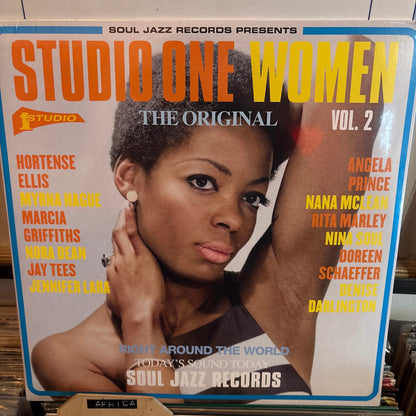 SOUL JAZZ RECORDS PRESENTS
STUDIO ONE WOMEN
1 STUDIO
THE ORIGINAL
VOL. 2
HORTENSE
ELLIS
MYRNA HAGUE
MARCIA
GRIFFITHS
NORA DEAN
JAY TEES
JENNIFER LARA
ANGELA
PRINCE
NANA MCLEAN
RITA MARLEY
NINA SOUL
DOREEN
SCHAEFFER
DENISE
DARLINGTON
RIGHT AROUND THE WORLD
TODAY'S SOUND TODAY
SOUL JAZZ RECORDS
AFRICA